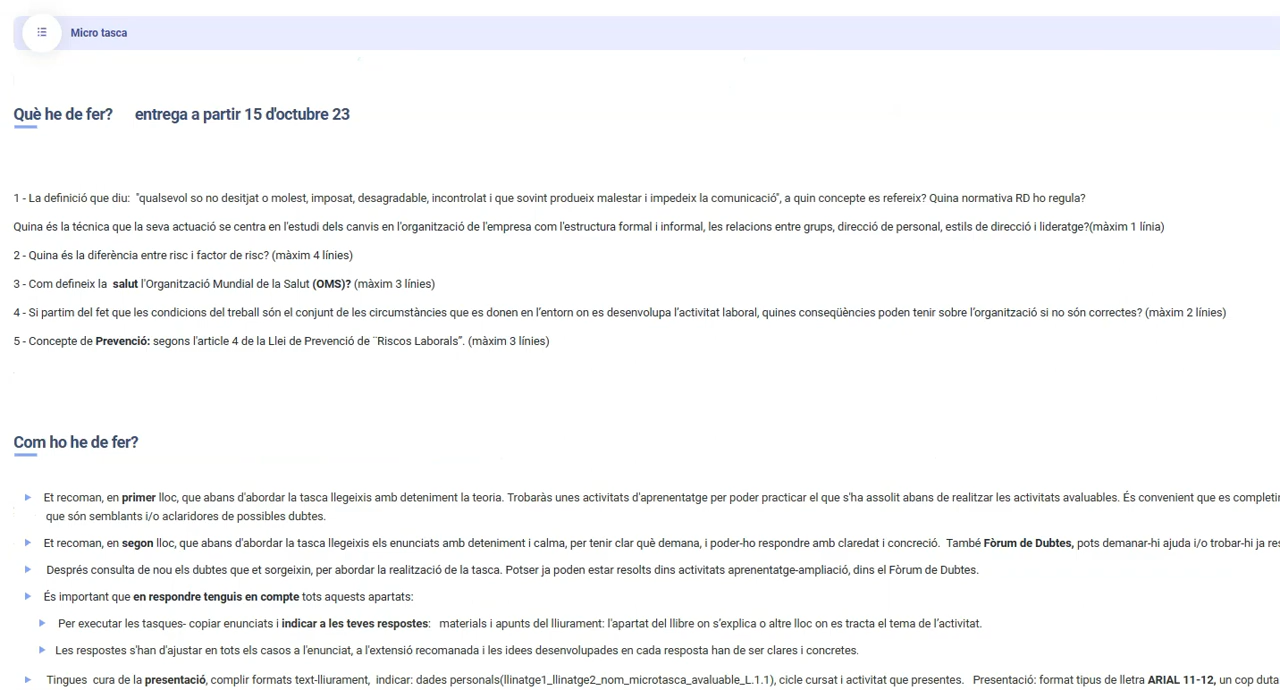 Micro tasca
Què he de fer? entrega a partir 15 d'octubre 23
1 - La definició que diu: "qualsevol so no desitjat o molest, imposat, desagradable, incontrolat i que sovint produeix malestar i impedeix la comunicació", a quin concepte es refereix? Quina normativa RD ho regula?
Quina és la técnica que la seva actuació se centra en l'estudi dels canvis en l'organització de l'empresa com l'estructura formal i informal, les relacions entre grups, direcció de personal, estils de direcció i lideratge?(màxim 1 línia)
2 - Quina és la diferència entre risc i factor de risc? (màxim 4 línies)
3 - Com defineix la salut l'Organització Mundial de la Salut (OMS)? (màxim 3 línies)
4 - Si partim del fet que les condicions del treball són el conjunt de les circumstàncies que es donen en l’entorn on es desenvolupa l’activitat laboral, quines conseqüències poden tenir sobre l’organització si no són correctes? (màxim 2 línies)
5 - Concepte de Prevenció: segons l'article 4 de la Llei de Prevenció de ¨Riscos Laborals”. (màxim 3 línies)
Com ho he de fer?
Et recoman, en primer lloc, que abans d'abordar la tasca llegeixis amb deteniment la teoria. Trobaràs unes activitats d'aprenentatge per poder practicar el que s'ha assolit abans de realitzar les activitats avaluables. És convenient que es completin
que són semblants i/o aclaridores de possibles dubtes.
Et recoman, en segon lloc, que abans d'abordar la tasca llegeixis els enunciats amb deteniment i calma, per tenir clar què demana, i poder-ho respondre amb claredat i concreció. També Fòrum de Dubtes, pots demanar-hi ajuda i/o trobar-hi ja res
Després consulta de nou els dubtes que et sorgeixin, per abordar la realització de la tasca. Potser ja poden estar resolts dins activitats aprenentatge-ampliació, dins el Fòrum de Dubtes.
És important que en respondre tenguis en compte tots aquests apartats:
Per executar les tasques- copiar enunciats i indicar a les teves respostes: materials i apunts del lliurament: l'apartat del llibre on s’explica o altre lloc on es tracta el tema de l’activitat.
Les respostes s'han d'ajustar en tots els casos a l'enunciat, a l'extensió recomanada i les idees desenvolupades en cada resposta han de ser clares i concretes.
Tingues cura de la presentació, complir formats text-lliurament, indicar: dades personals(llinatge1_llinatge2_nom_microtasca_avaluable_L.1.1), cicle cursat i activitat que presentes. Presentació: format tipus de lletra ARIAL 11-12, un cop duta